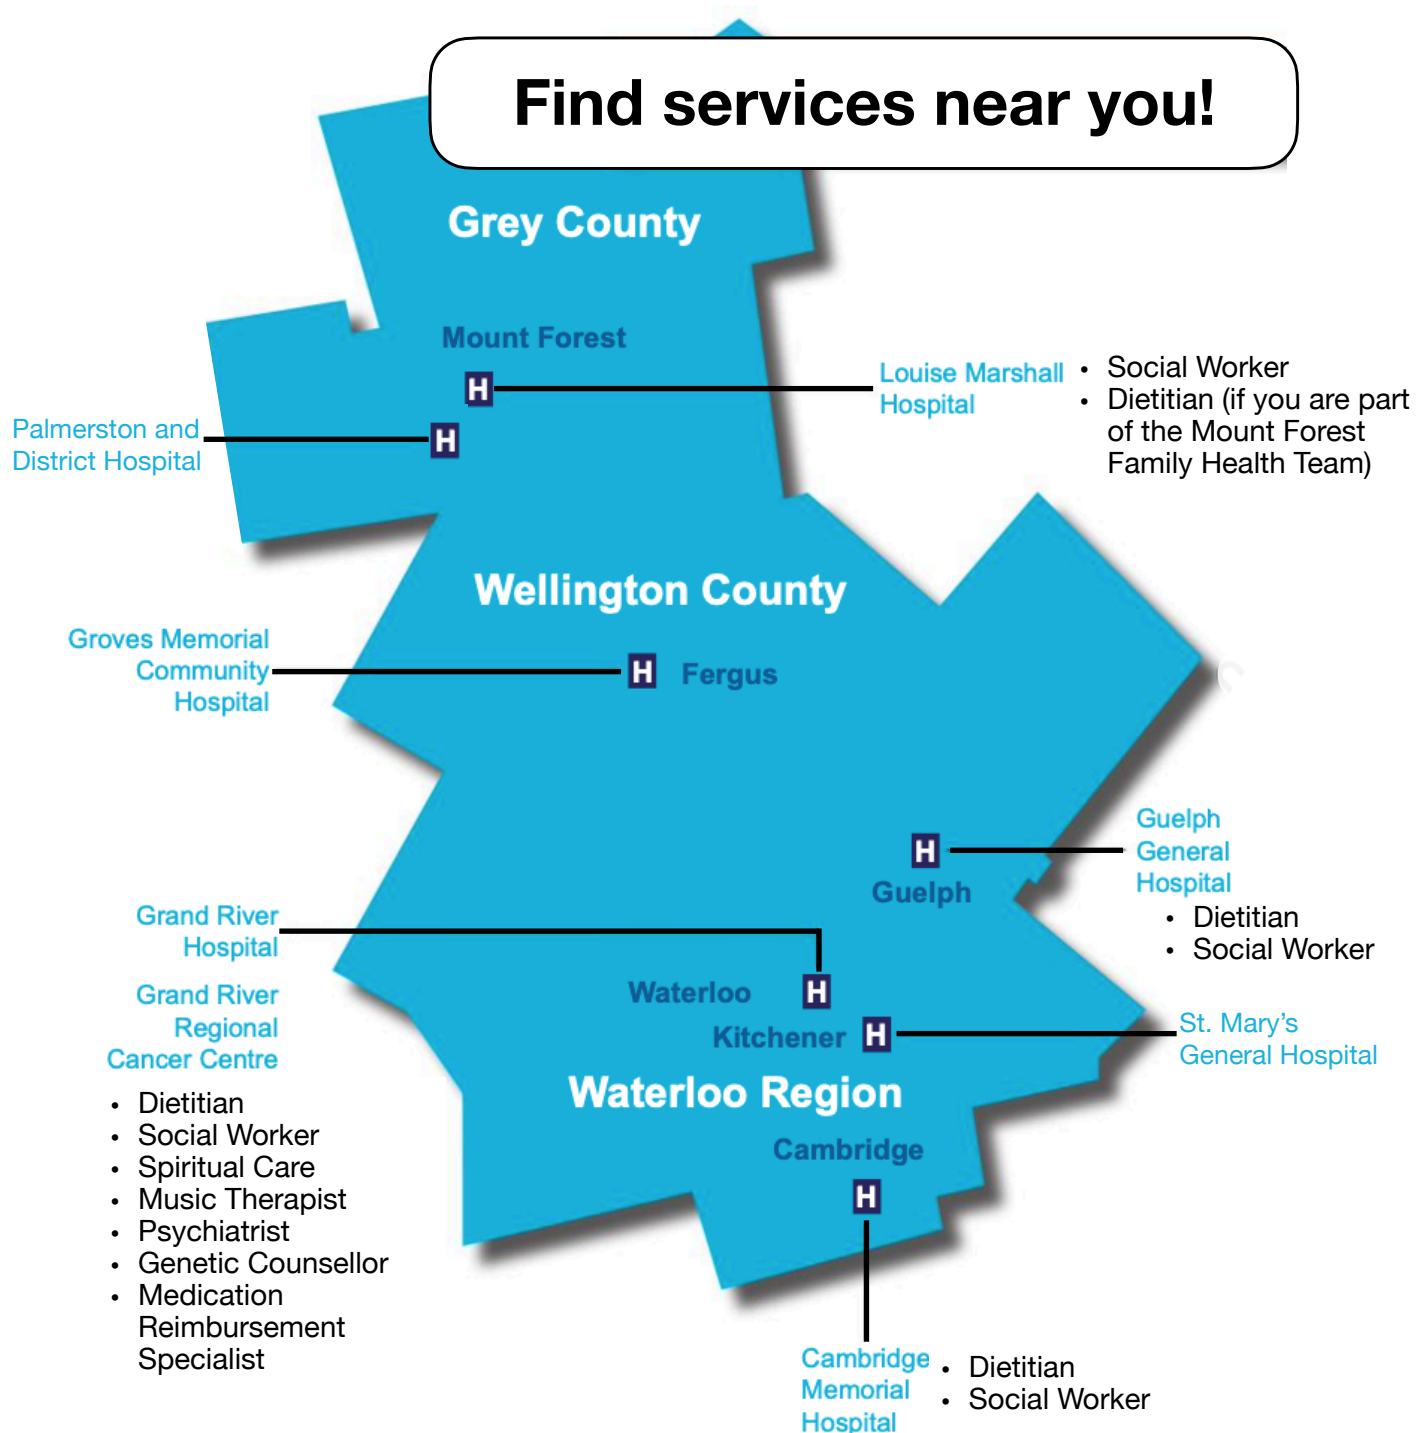 Find services near you!
Grey County
Mount Forest
H
Louise Marshall
Hospital
• Social Worker
• Dietitian (if you are part
of the Mount Forest
Family Health Team)
Palmerston and
District Hospital
H
Wellington County
Groves Memorial
Community
Hospital
H Fergus
Guelph
General
Hospital
• Dietitian
• Social Worker
H
Guelph
Grand River
Hospital
Grand River
Regional
Cancer Centre
• Dietitian
• Social Worker
• Spiritual Care
• Music Therapist
• Psychiatrist
• Genetic Counsellor
• Medication
Reimbursement
Specialist
Waterloo H
Kitchener H
St. Mary's
General Hospital
Waterloo Region
Cambridge
H
Cambridge
Memorial
Hospital
• Dietitian
• Social Worker